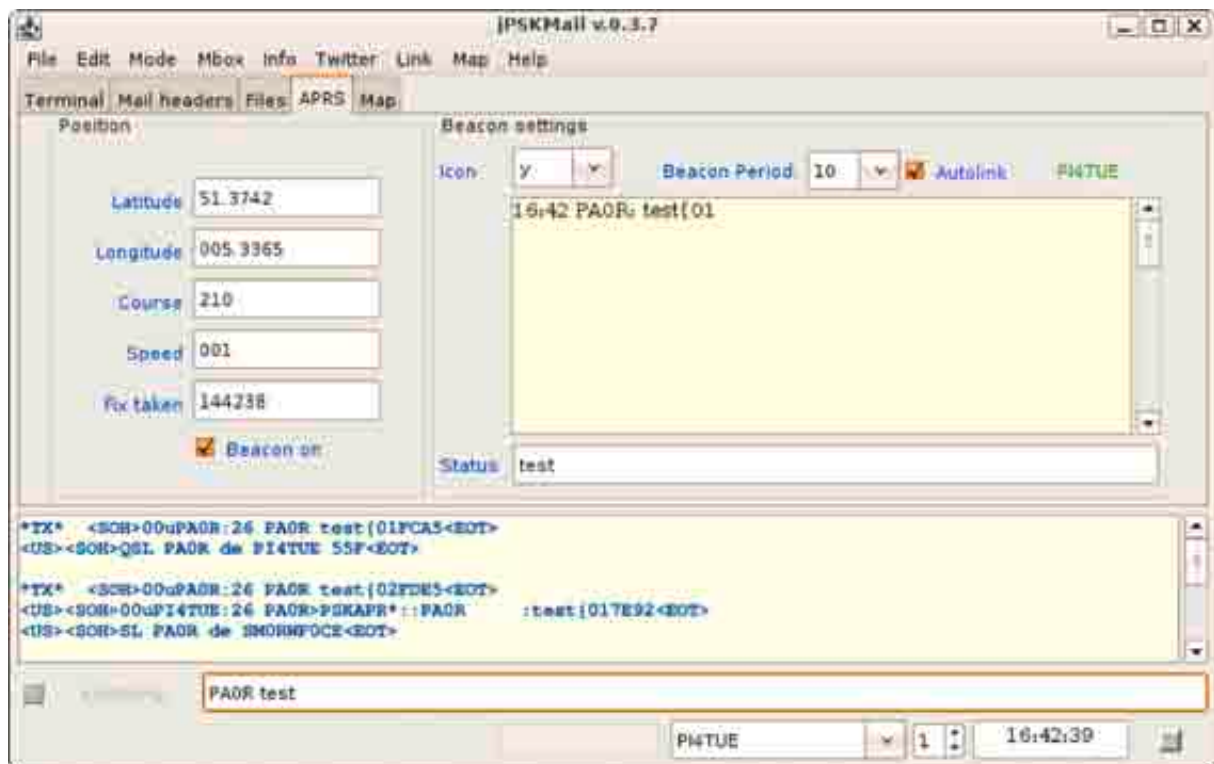 jPSKMail v.0.3.7
File Edit Mode Mbox Info Twitter Link Map Help
Terminal Mail headers Files APRS Map
Position
Beacon settings
Icon y Beacon Period 10 Autolink PI4TUE
Latitude 51.3742
Longitude 005.3365
Course 210
Speed 001
Fix taken 144238
Beacon on
16:42 PA0R: test{01
Status test
*TX* <SOH>00uPA0R:26 PA0R test{01FCA5<EOT>
<US><SOH>QSL PA0R de PI4TUE 55F<EOT>
*TX* <SOH>00uPA0R:26 PA0R test{02FDE5<EOT>
<US><SOH>00uPI4TUE:26 PA0R>PSKAPR*::PA0R :test{017E92<EOT>
<US><SOH>SL PA0R de SM0RWF0CE<EOT>
PA0R test
PI4TUE 1 16:42:39